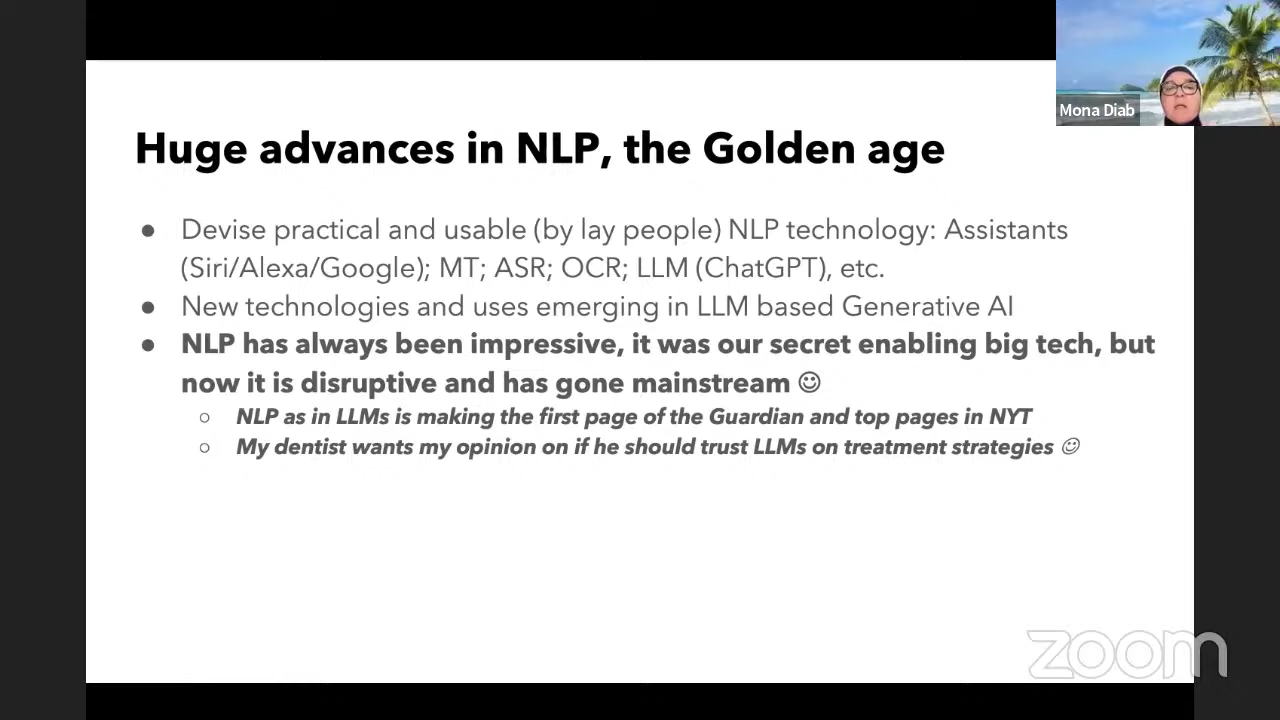 Mona Diab
Huge advances in NLP, the Golden age
● Devise practical and usable (by lay people) NLP technology: Assistants
(Siri/Alexa/Google); MT; ASR; OCR; LLM (ChatGPT), etc.
● New technologies and uses emerging in LLM based Generative AI
● NLP has always been impressive, it was our secret enabling big tech, but
now it is disruptive and has gone mainstream ☺
○ NLP as in LLMs is making the first page of the Guardian and top pages in NYT
○ My dentist wants my opinion on if he should trust LLMs on treatment strategies ☺
zoom